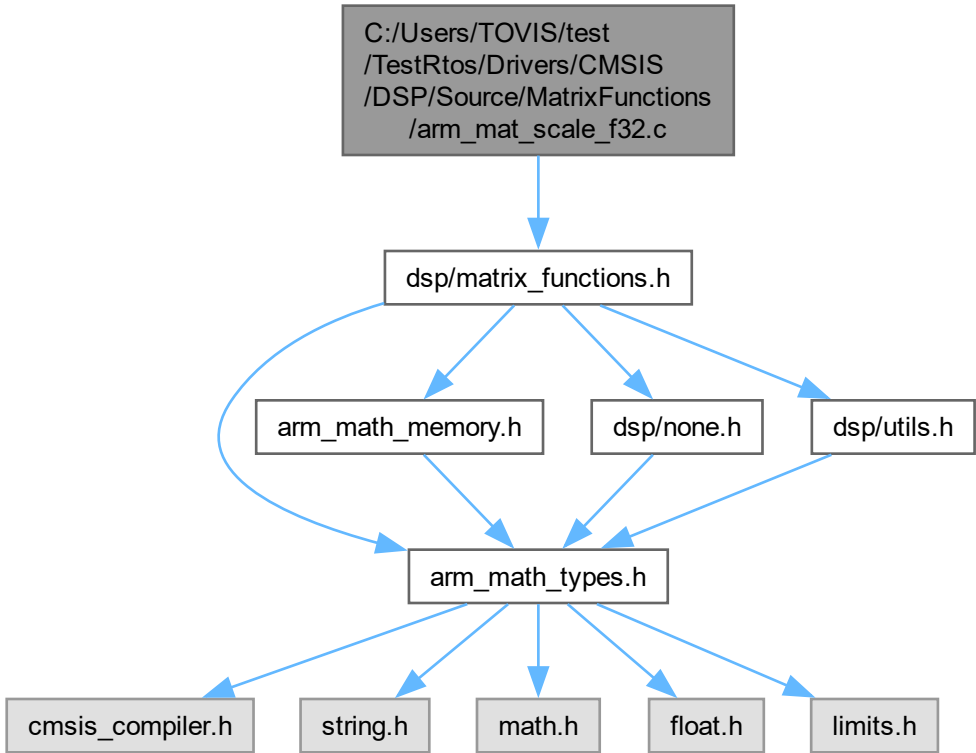 C:/Users/TOVIS/test
/TestRtos/Drivers/CMSIS
/DSP/Source/MatrixFunctions
/arm_mat_scale_f32.c
dsp/matrix_functions.h
arm_math_memory.h
dsp/none.h
dsp/utils.h
arm_math_types.h
cmsis_compiler.h
string.h
math.h
float.h
limits.h